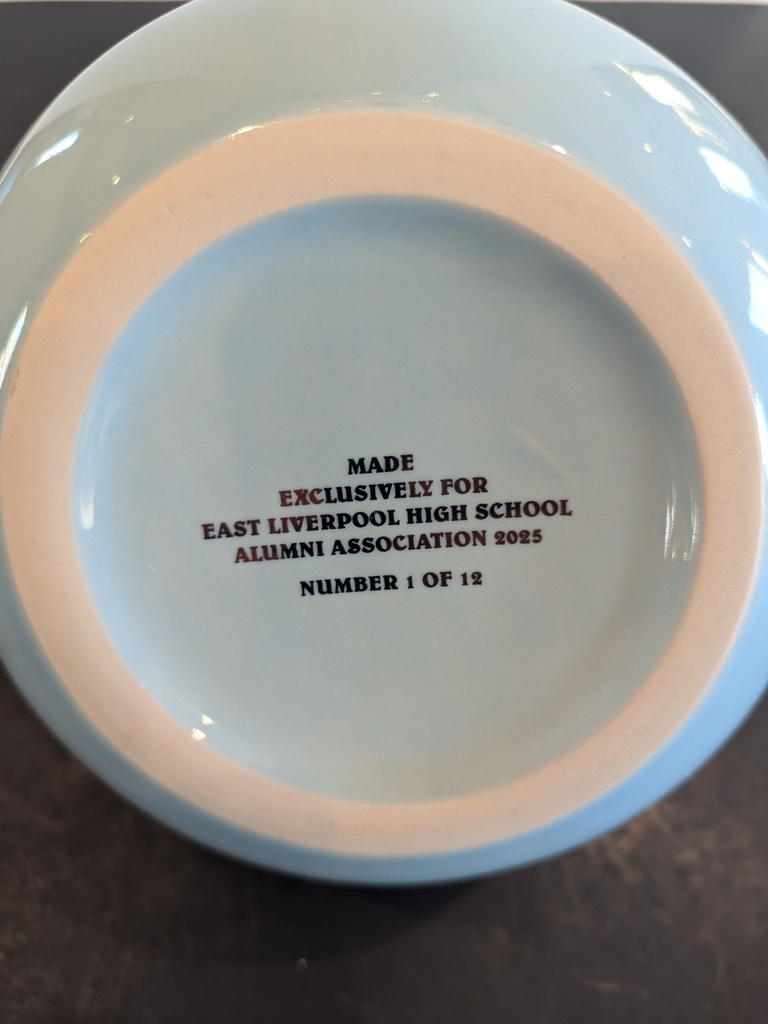 MADE
EXCLUSIVELY FOR
EAST LIVERPOOL HIGH SCHOOL
ALUMNI ASSOCIATION 2025
NUMBER 1 OF 12